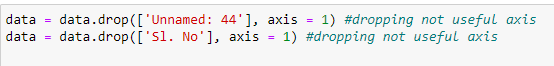 data = data.drop(['Unnamed: 44'], axis = 1) #dropping not useful axis
data = data.drop(['Sl. No'], axis = 1) #dropping not useful axis